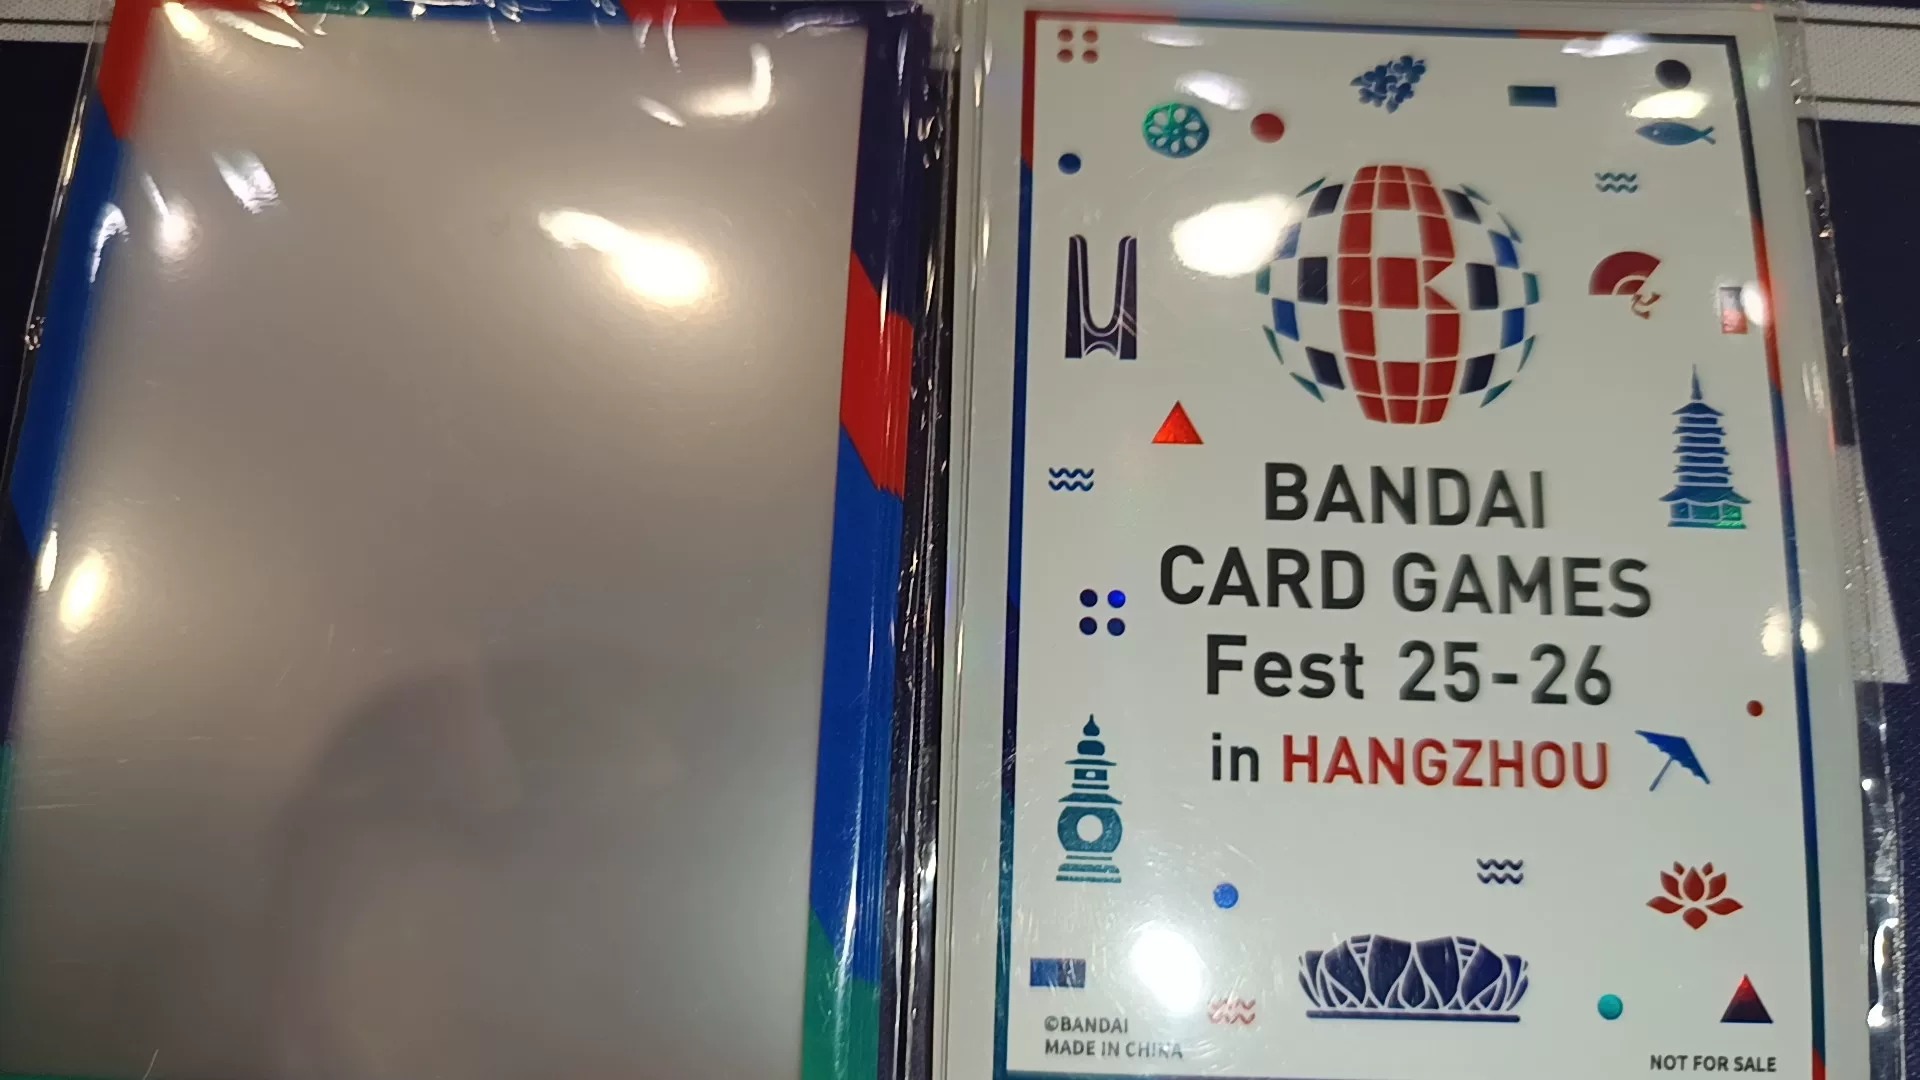 BANDAI
CARD GAMES
Fest 25-26
in HANGZHOU
©BANDAI
MADE IN CHINA
NOT FOR SALE